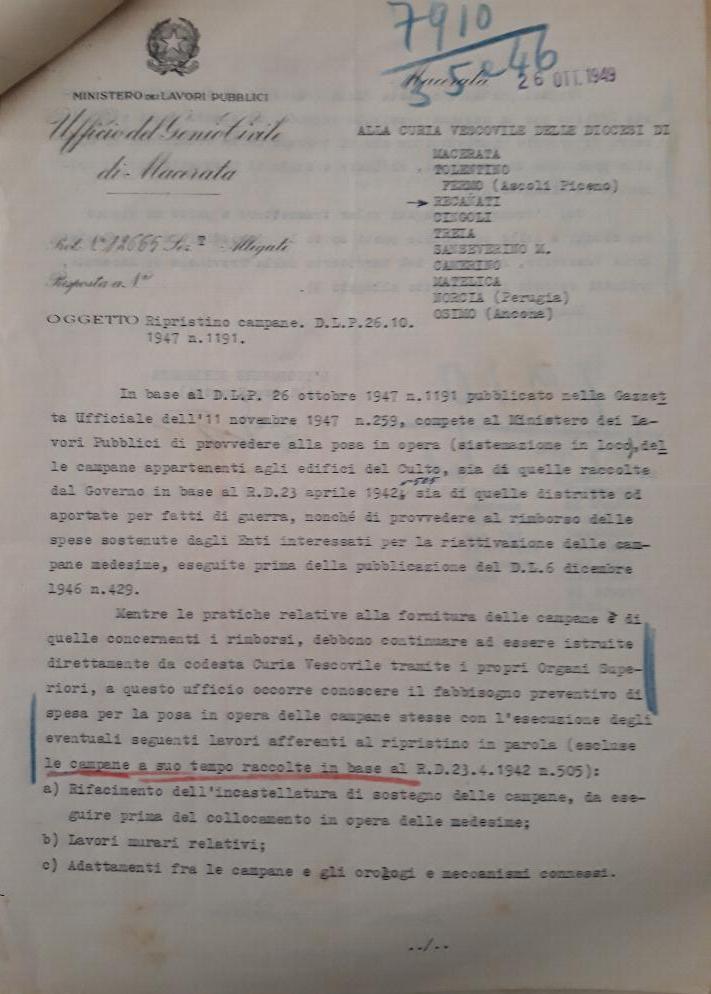 7910
35 e 46
MINISTERO DEI LAVORI PUBBLICI
Macerata 26 OTT. 1949
Ufficio del Genio Civile
di Macerata
ALLA CURIA VESCOVILE DELLE DIOCESI DI
MACERATA
TOLENTINO
FERMO (Ascoli Piceno)
RECANATI
CINGOLI
TREIA
SANSEVERINO M.
CAMERINO
MATELICA
NORCIA (Perugia)
OSIMO (Ancona)
Prot. N° 12665 Sez. Allegati
Risposta a N°
OGGETTO Ripristino campane. D.L.P.26.10.
1947 n.1191.
In base al D.L.P. 26 ottobre 1947 n.1191 pubblicato nella Gazzet
ta Ufficiale dell'11 novembre 1947 n.259, compete al Ministero dei La-
vori Pubblici di provvedere alla posa in opera (sistemazione in loco),del
le campane appartenenti agli edifici del Culto, sia di quelle raccolte
dal Governo in base al R.D.23 aprile 1942, n-505 sia di quelle distrutte od
aportate per fatti di guerra, nonché di provvedere al rimborso delle
spese sostenute dagli Enti interessati per la riattivazione delle cam-
pane medesime, eseguite prima della pubblicazione del D.L.6 dicembre
1946 n.429.
Mentre le pratiche relative alla fornitura delle campane e di
quelle concernenti i rimborsi, debbono continuare ad essere istruite
direttamente da codesta Curia Vescovile tramite i propri Organi Supe-
riori, a questo ufficio occorre conoscere il fabbisogno preventivo di
spesa per la posa in opera delle campane stesse con l'esecuzione degli
eventuali seguenti lavori afferenti al ripristino in parola (escluse
le campane a suo tempo raccolte in base al R.D.23.4.1942 n.505):
a) Rifacimento dell'incastellatura di sostegno delle campane, da ese-
guire prima del collocamento in opera delle medesime;
b) Lavori murari relativi;
c) Adattamenti fra le campane e gli orologi e meccanismi connessi.
../..